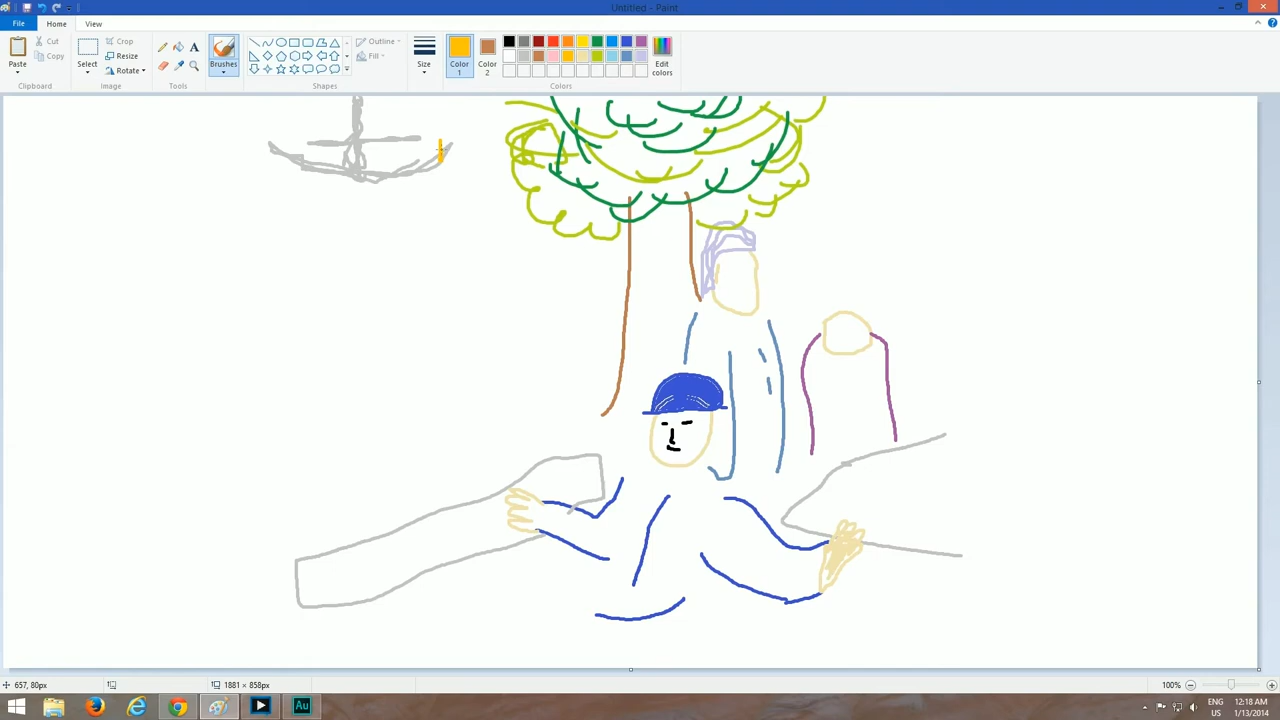 Untitled - Paint
File Home View
Paste
Cut
Copy
Clipboard
Select
Crop
Resize
Rotate
Image
Tools
Brushes
Shapes
Outline
Fill
Size
Color 1
Color 2
Edit colors
Colors
657, 80px
1881 × 858px
100%
Au
ENG
US
12:18 AM
1/13/2014